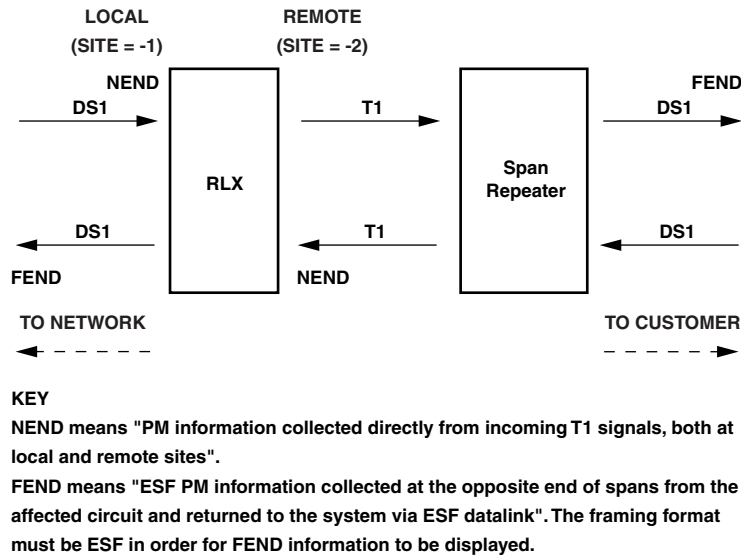 LOCAL
(SITE = -1)
REMOTE
(SITE = -2)
NEND
FEND
DS1
T1
DS1
RLX
Span
Repeater
DS1
T1
DS1
FEND
NEND
TO NETWORK
TO CUSTOMER
KEY
NEND means "PM information collected directly from incoming T1 signals, both at
local and remote sites".
FEND means "ESF PM information collected at the opposite end of spans from the
affected circuit and returned to the system via ESF datalink". The framing format
must be ESF in order for FEND information to be displayed.